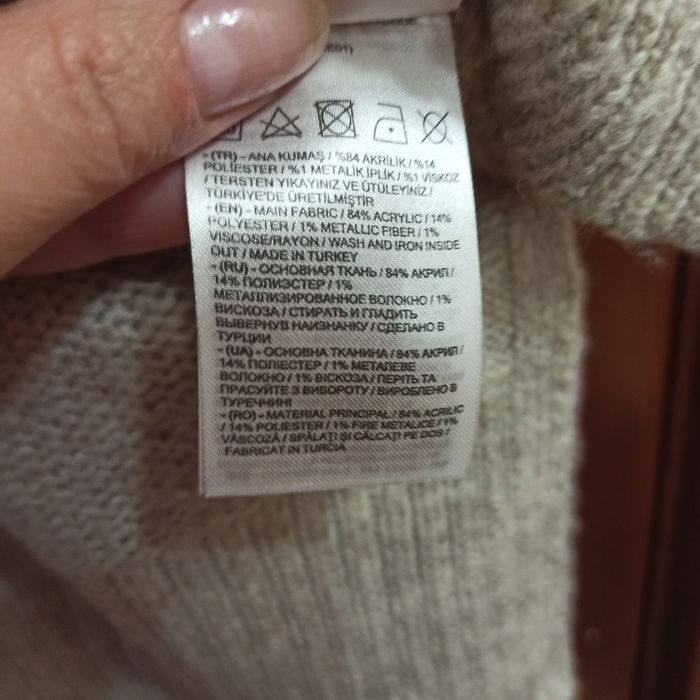 E01)
- (TR) - ANA KUMAŞ / %84 AKRİLİK / %14
POLİESTER / %1 METALİK İPLİK / %1 VİSKOZ
/ TERSTEN YIKAYINIZ VE ÜTÜLEYİNİZ /
TÜRKİYE'DE ÜRETİLMİŞTİR
- (EN) - MAIN FABRIC / 84% ACRYLIC / 14%
POLYESTER / 1% METALLIC FIBER / 1%
VISCOSE/RAYON / WASH AND IRON INSIDE
OUT / MADE IN TURKEY
- (RU) - ОСНОВНАЯ ТКАНЬ / 84% АКРИЛ /
14% ПОЛИЭСТЕР / 1%
МЕТАЛЛИЗИРОВАННОЕ ВОЛОКНО / 1%
ВИСКОЗА / СТИРАТЬ И ГЛАДИТЬ
ВЫВЕРНУВ НАИЗНАНКУ / СДЕЛАНО В
ТУРЦИИ
- (UA) - ОСНОВНА ТКАНИНА / 84% АКРИЛ /
14% ПОЛІЕСТЕР / 1% МЕТАЛЕВЕ
ВОЛОКНО / 1% ВІСКОЗА / ПЕРІТЬ ТА
ПРАСУЙТЕ З ВИВОРОТУ / ВИРОБЛЕНО В
ТУРЕЧЧИНІ
- (RO) - MATERIAL PRINCIPAL / 84% ACRILIC
/ 14% POLIESTER / 1% FIRE METALICE / 1%
VÂSCOZĂ / SPĂLAȚI ȘI CĂLCAȚI PE DOS /
FABRICAT IN TURCIA